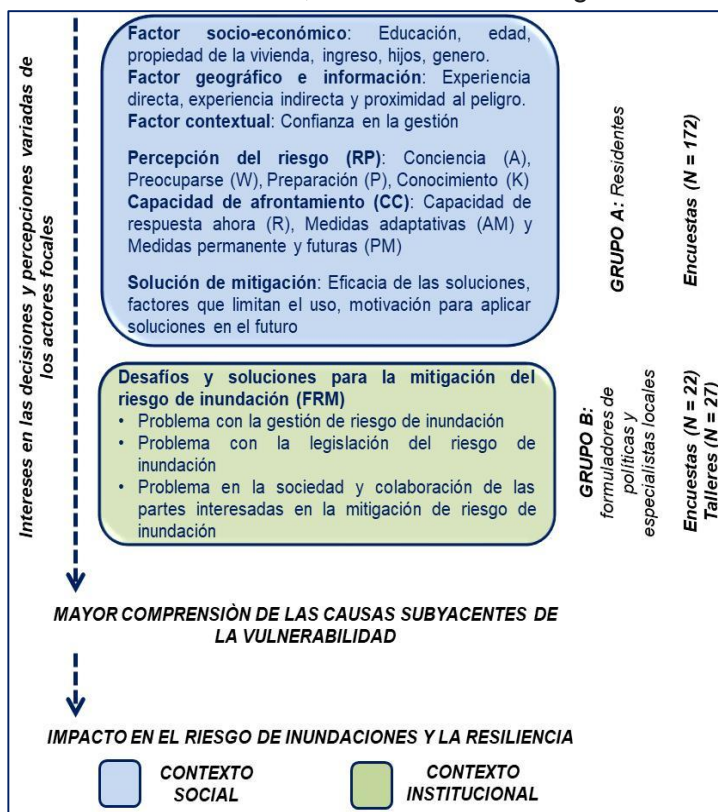 Factor socio-económico: Educación, edad,
propiedad de la vivienda, ingreso, hijos, genero.
Factor geográfico e información: Experiencia
directa, experiencia indirecta y proximidad al peligro.
Factor contextual: Confianza en la gestión
Percepción del riesgo (RP): Conciencia (A),
Preocuparse (W), Preparación (P), Conocimiento (K)
Capacidad de afrontamiento (CC): Capacidad de
respuesta ahora (R), Medidas adaptativas (AM) y
Medidas permanente y futuras (PM)
Solución de mitigación: Eficacia de las soluciones,
factores que limitan el uso, motivación para aplicar
soluciones en el futuro
GRUPO A: Residentes
Encuestas (N = 172)
Intereses en las decisiones y percepciones variadas de
los actores focales
Desafíos y soluciones para la mitigación del
riesgo de inundación (FRM)
• Problema con la gestión de riesgo de inundación
• Problema con la legislación del riesgo de
inundación
• Problema en la sociedad y colaboración de las
partes interesadas en la mitigación de riesgo de
inundación
GRUPO B:
formuladores de
políticas y
especialistas locales
Encuestas (N = 22)
Talleres (N = 27)
MAYOR COMPRENSIÒN DE LAS CAUSAS SUBYACENTES DE
LA VULNERABILIDAD
IMPACTO EN EL RIESGO DE INUNDACIONES Y LA RESILIENCIA
CONTEXTO
SOCIAL
CONTEXTO
INSTITUCIONAL